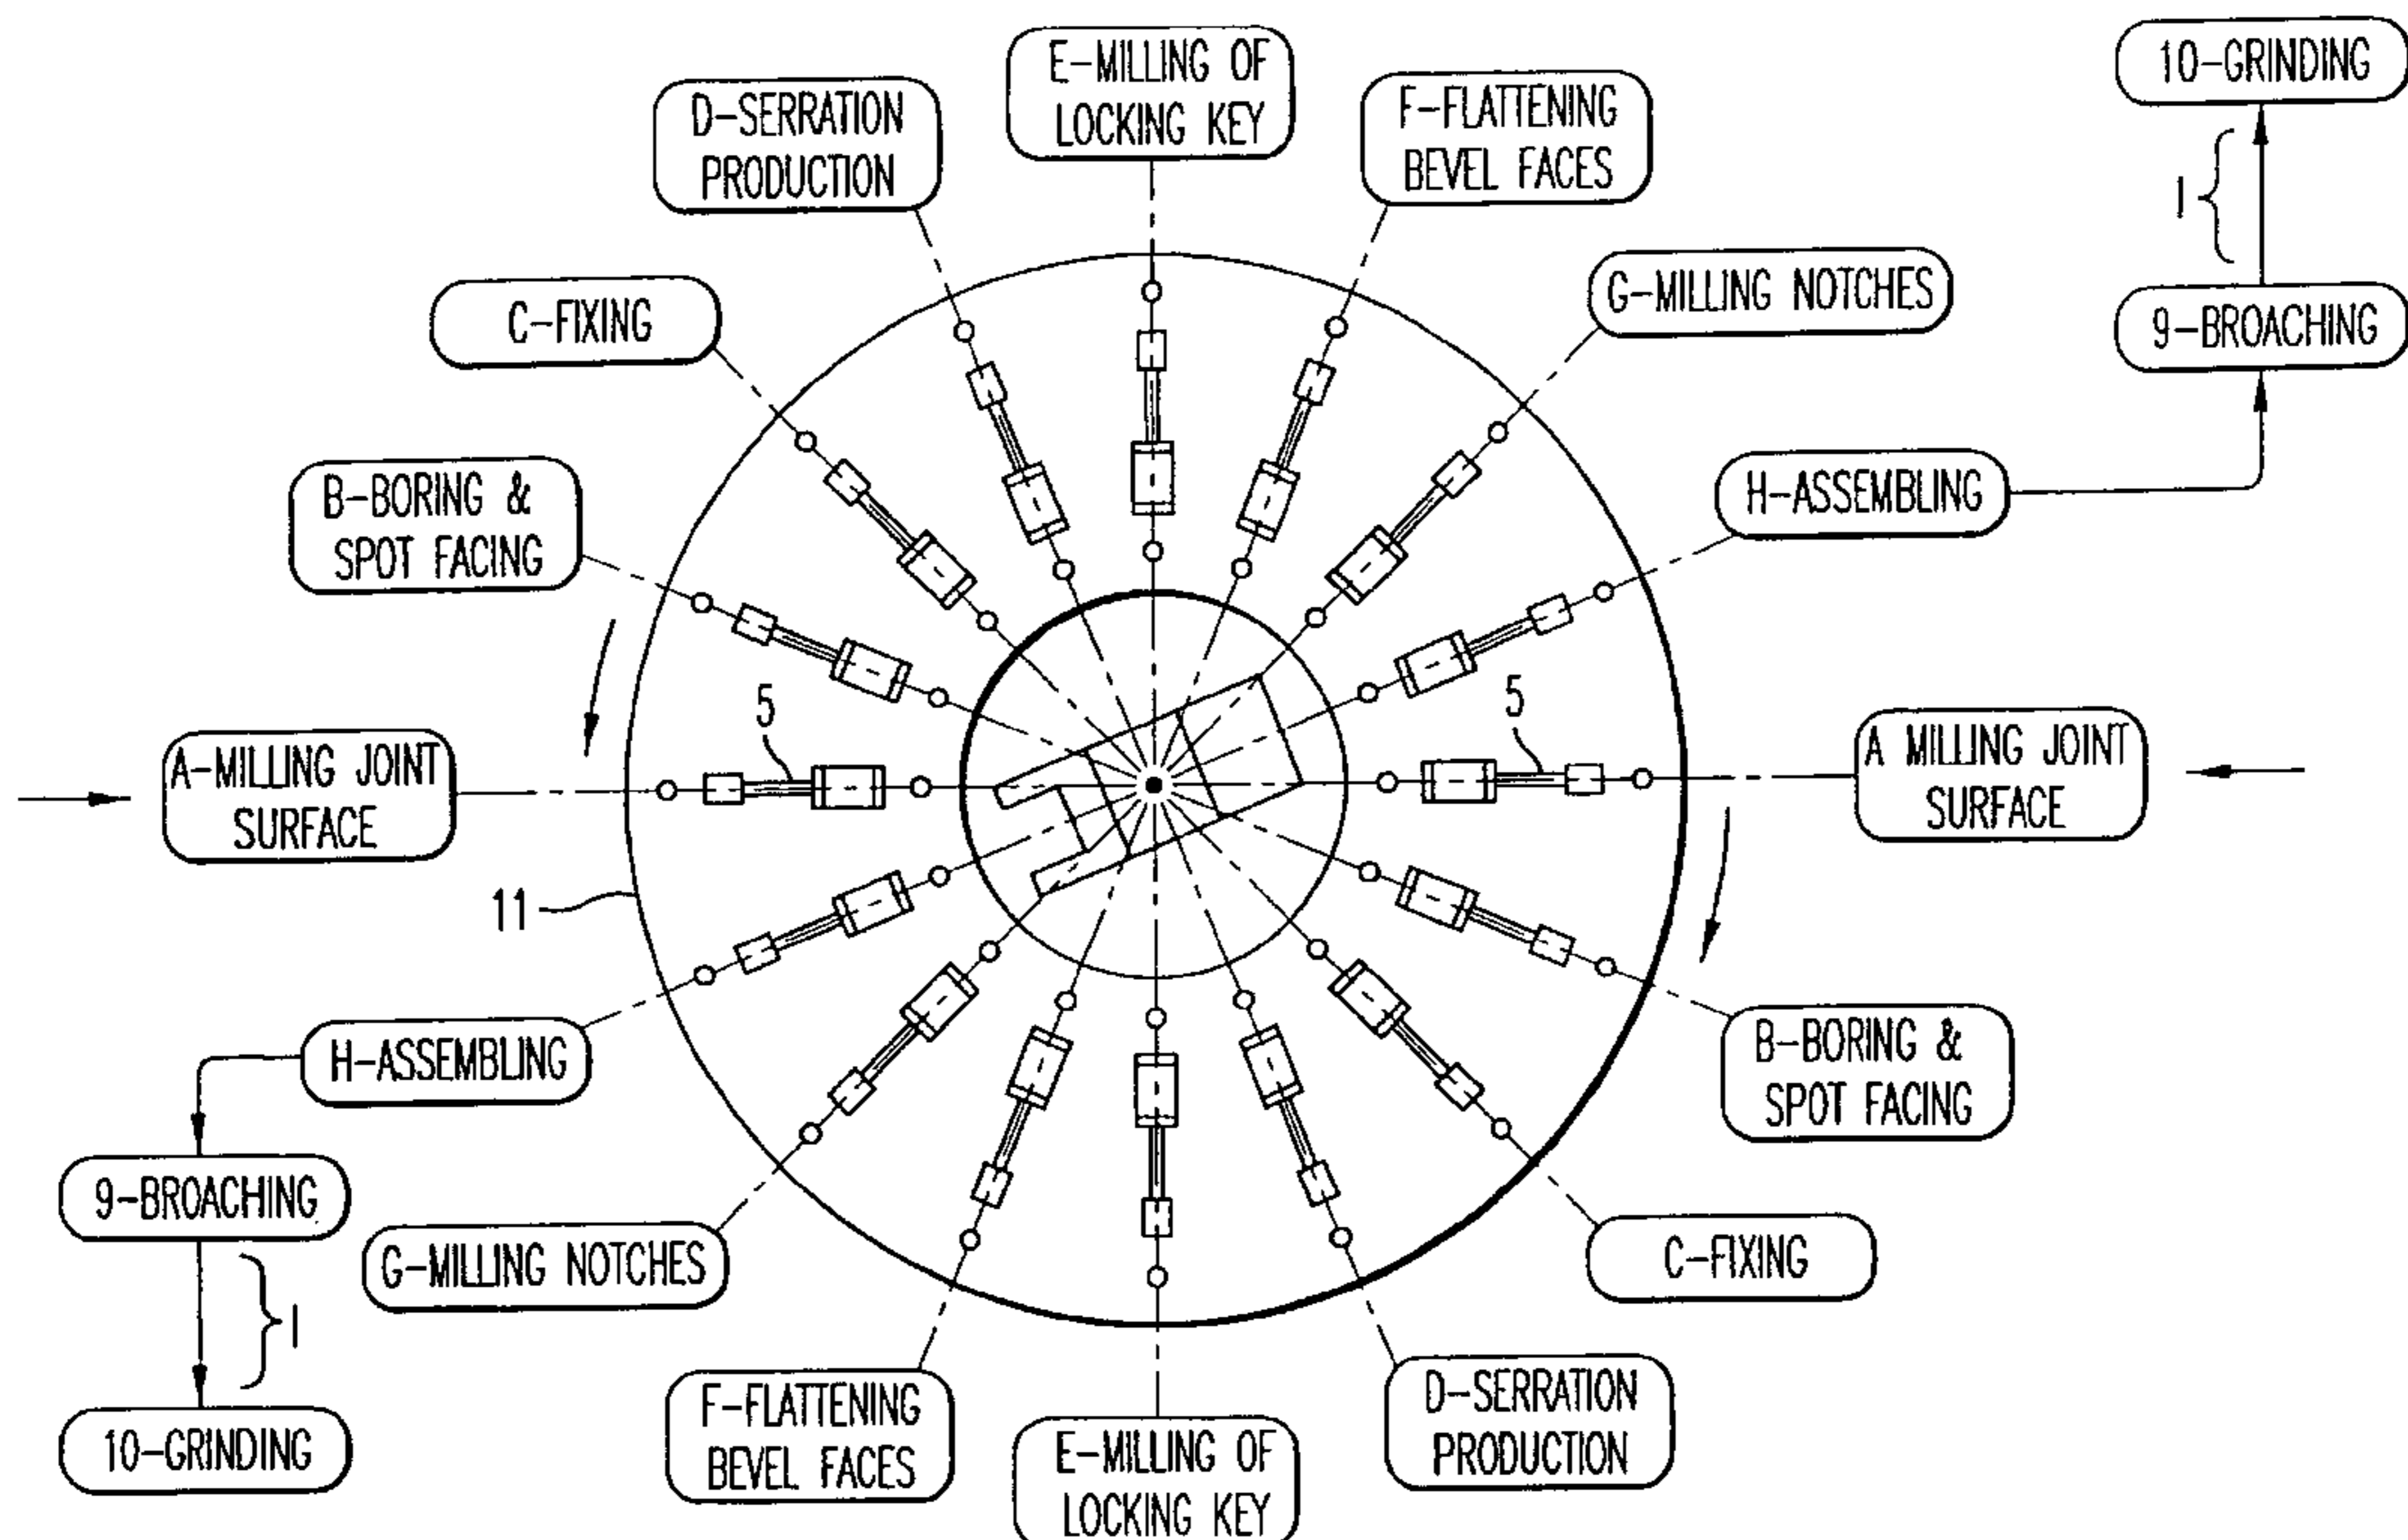 E-MILLING OF
LOCKING KEY
10-GRINDING
D-SERRATION
PRODUCTION
F-FLATTENING
BEVEL FACES
I
C-FIXING
G-MILLING NOTCHES
9-BROACHING
B-BORING &
SPOT FACING
H-ASSEMBLING
5
5
A-MILLING JOINT
SURFACE
A MILLING JOINT
SURFACE
11
H-ASSEMBLING
B-BORING &
SPOT FACING
9-BROACHING
G-MILLING NOTCHES
C-FIXING
I
F-FLATTENING
BEVEL FACES
D-SERRATION
PRODUCTION
10-GRINDING
E-MILLING OF
LOCKING KEY